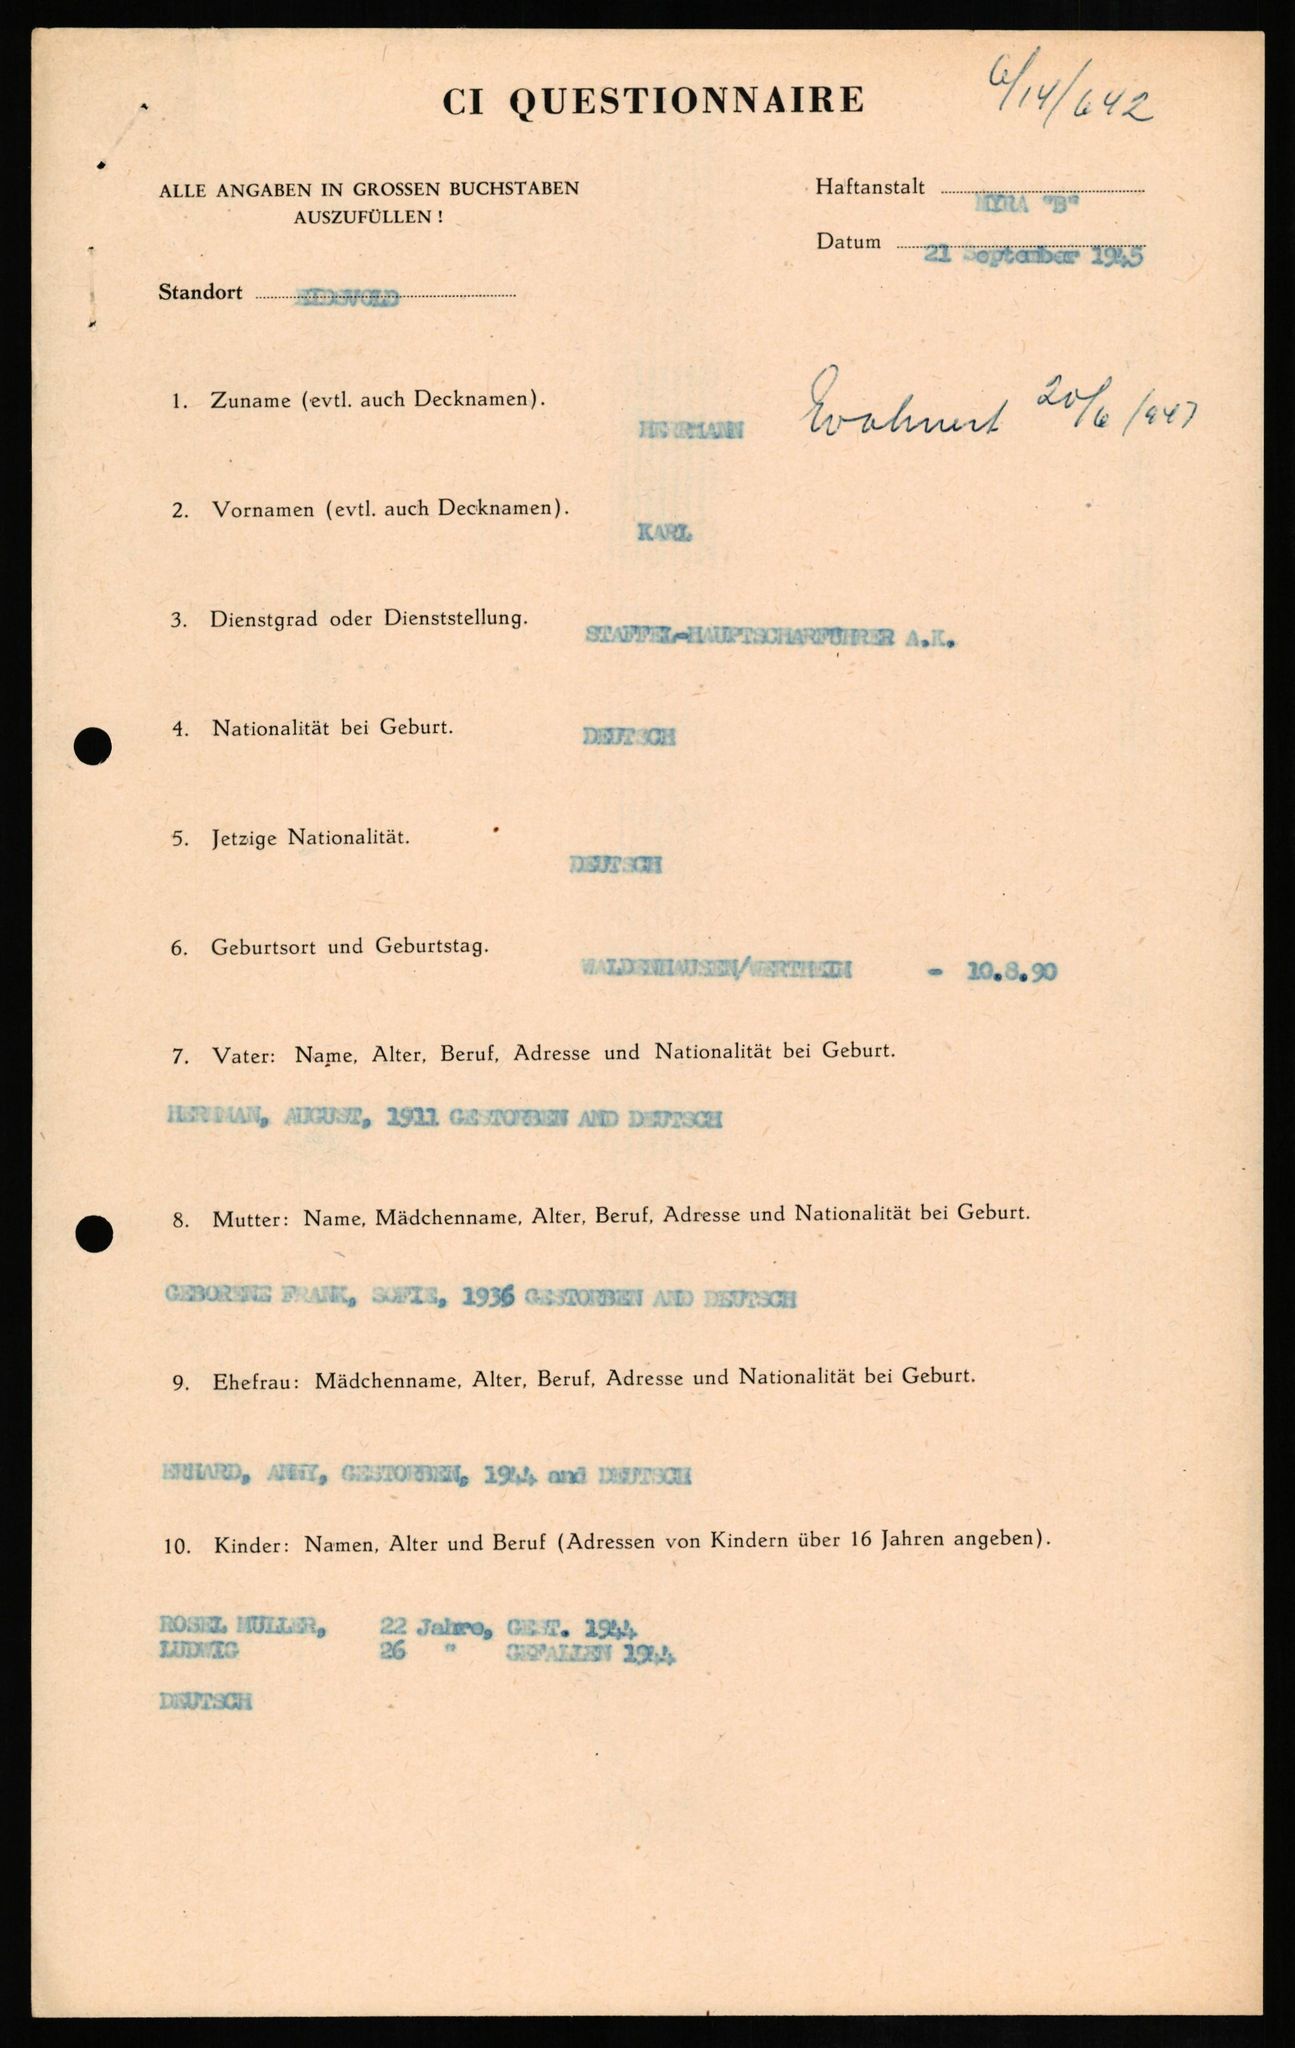 6/14/642
CI QUESTIONNAIRE
ALLE ANGABEN IN GROSSEN BUCHSTABEN
AUSZUFÜLLEN!
Haftanstalt MYRA "B"
Datum 21 September 1945
Standort EIDSVOLD
1. Zuname (evtl. auch Decknamen).
HERRMANN 20/6 1947
2. Vornamen (evtl. auch Decknamen).
KARL
3. Dienstgrad oder Dienststellung.
STAFFEL-HAUPTSCHARFÜHRER A.K.
4. Nationalität bei Geburt.
DEUTSCH
5. Jetzige Nationalität.
DEUTSCH
6. Geburtsort und Geburtstag.
WALDENHAUSEN/WERTHEIM - 10.8.90
7. Vater: Name, Alter, Beruf, Adresse und Nationalität bei Geburt.
HERRMAN, AUGUST, 1911 GESTORBEN AND DEUTSCH
8. Mutter: Name, Mädchenname, Alter, Beruf, Adresse und Nationalität bei Geburt.
GEBORENE FRANK, SOFIE, 1936 GESTORBEN AND DEUTSCH
9. Ehefrau: Mädchenname, Alter, Beruf, Adresse und Nationalität bei Geburt.
ERHARD, ANNY, GESTORBEN, 1944 and DEUTSCH
10. Kinder: Namen, Alter und Beruf (Adressen von Kindern über 16 Jahren angeben).
ROSEL MULLER, 22 Jahre, GEST. 1944
LUDWIG 26 " GEFALLEN 1944
DEUTSCH